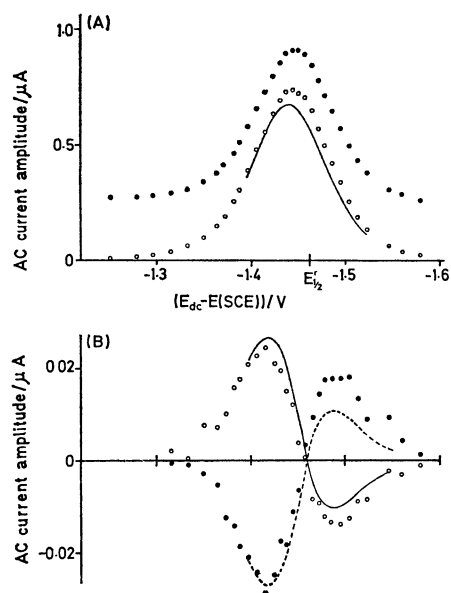 (A)
1.0
0.5
0
AC current amplitude/μA
-1.3
-1.4
E^r_½
-1.5
-1.6
(E_dc-E(SCE))/V
(B)
0.02
0
-0.02
AC current amplitude/μA